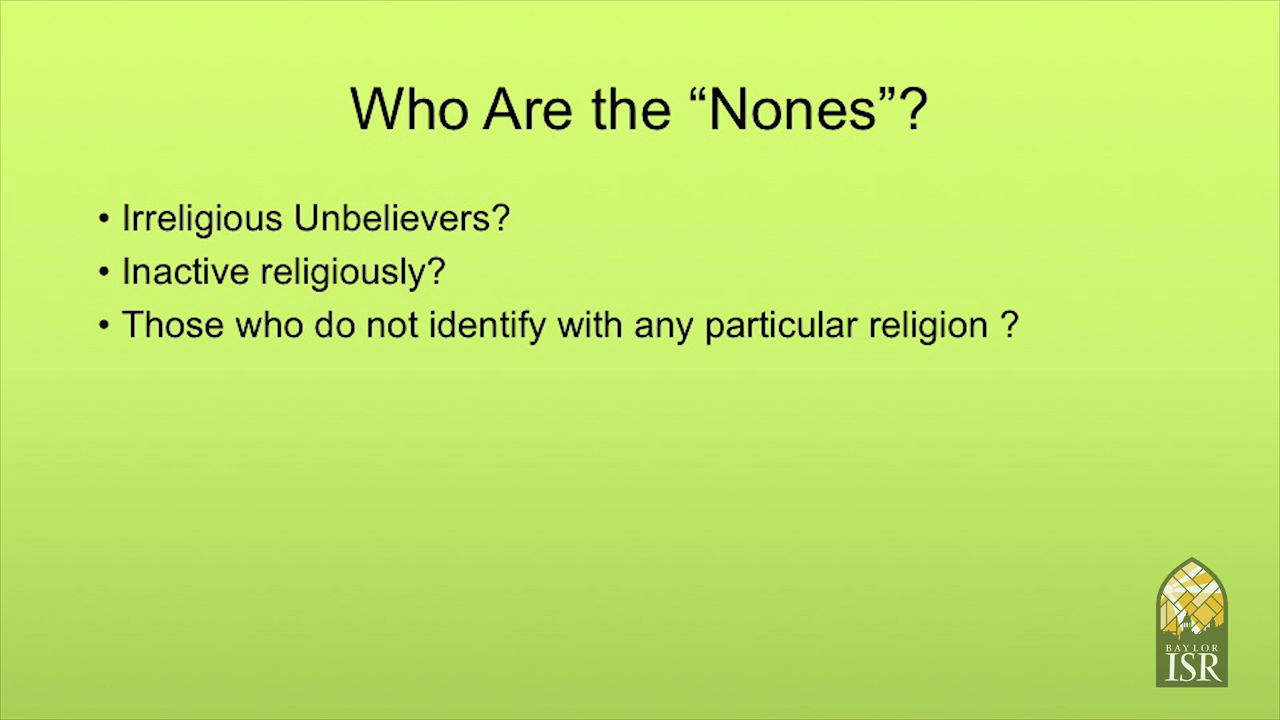 Who Are the “Nones”?
• Irreligious Unbelievers?
• Inactive religiously?
• Those who do not identify with any particular religion ?
BAYLOR
ISR